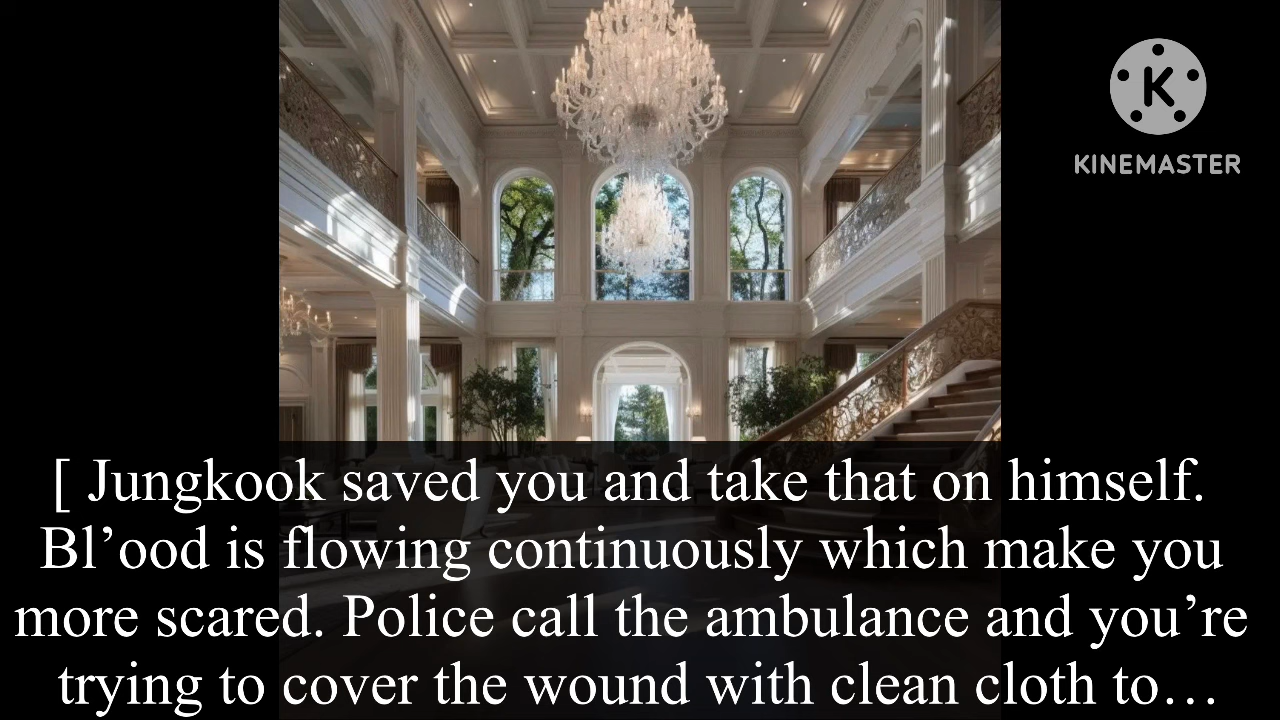 KINEMASTER
[ Jungkook saved you and take that on himself.
Bl’ood is flowing continuously which make you
more scared. Police call the ambulance and you’re
trying to cover the wound with clean cloth to…